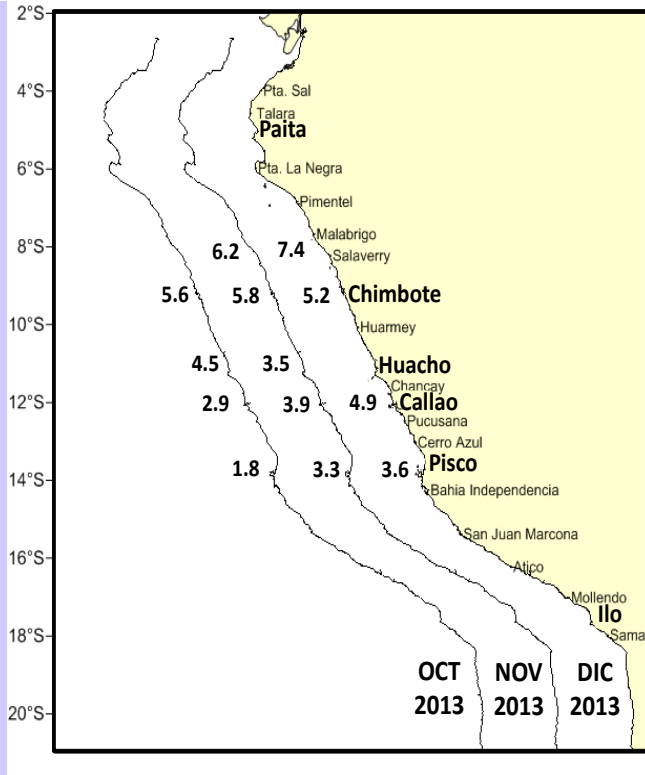 2°S
4°S
Pta. Sal
Talara
Paita
6°S
Pta. La Negra
Pimentel
Malabrigo
8°S
6.2
7.4
Salaverry
5.6
5.8
5.2
Chimbote
10°S
Huarmey
4.5
3.5
Huacho
Chancay
12°S
2.9
3.9
4.9
Callao
Pucusana
Cerro Azul
1.8
3.3
3.6
Pisco
14°S
Bahia Independencia
San Juan Marcona
16°S
Atico
Mollendo
Ilo
18°S
Sama
OCT
2013
NOV
2013
DIC
2013
20°S